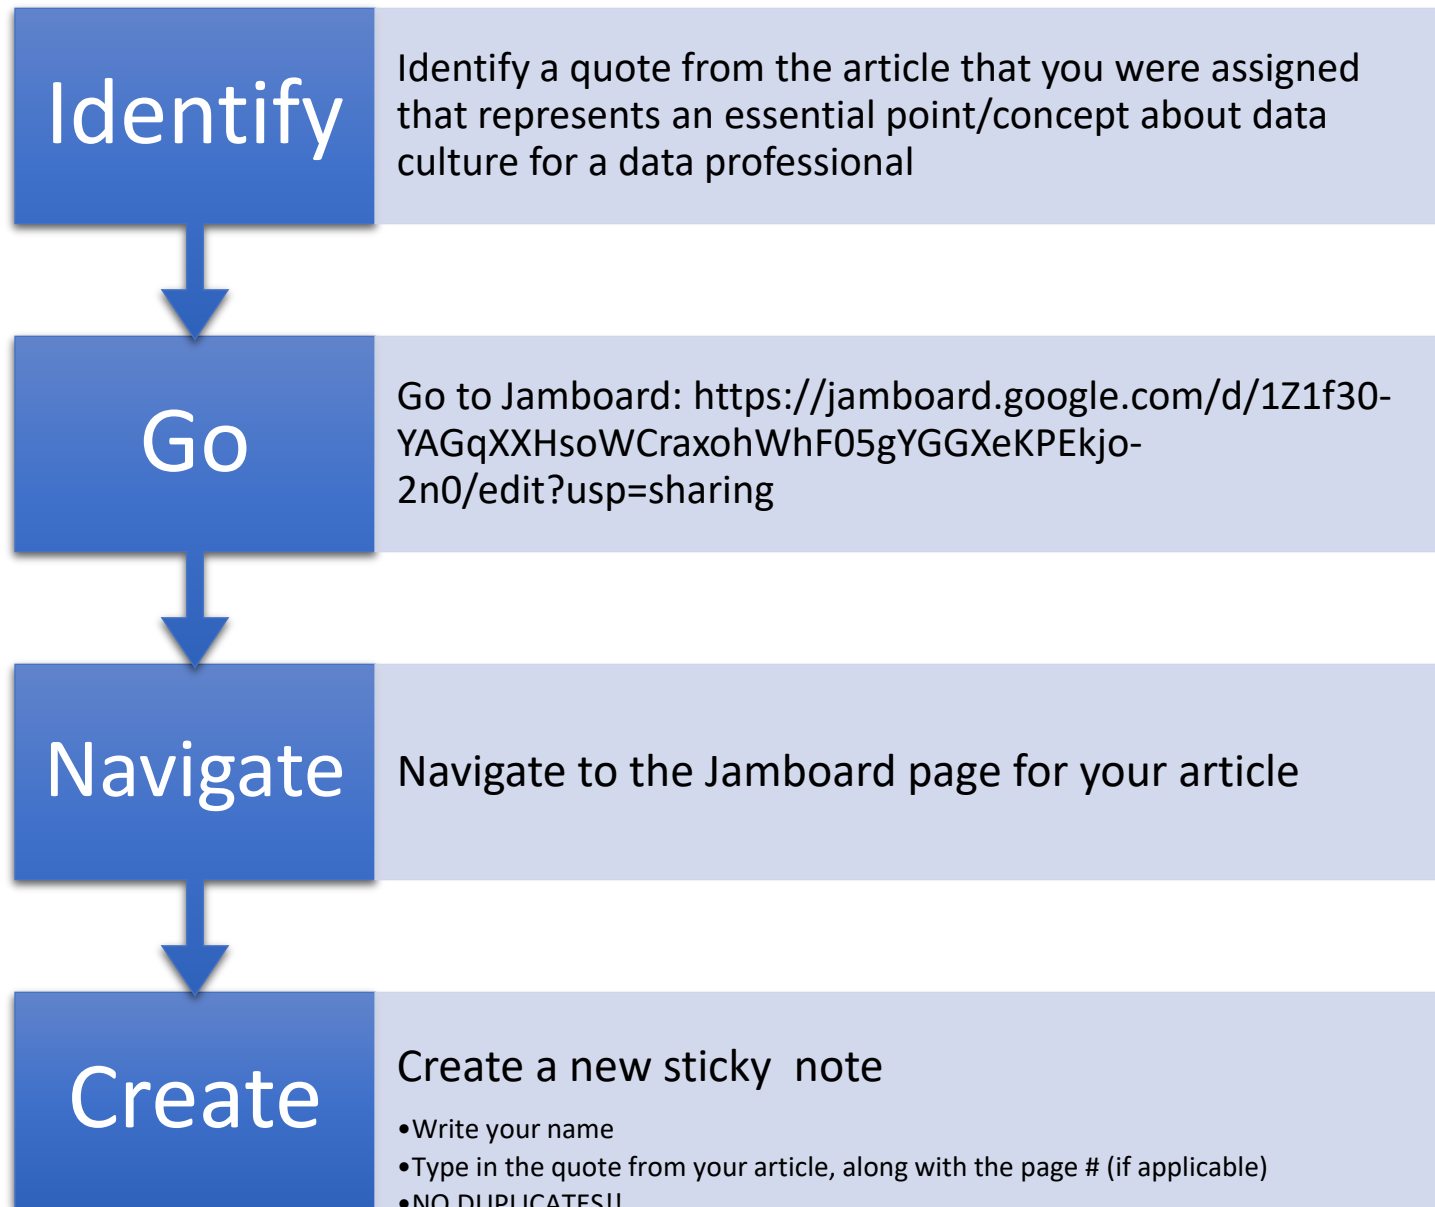 Identify
Identify a quote from the article that you were assigned
that represents an essential point/concept about data
culture for a data professional
Go
Go to Jamboard: https://jamboard.google.com/d/1Z1f30-
YAGqXXHsoWCraxohWhF05gYGGXeKPEkjo-
2n0/edit?usp=sharing
Navigate
Navigate to the Jamboard page for your article
Create
Create a new sticky  note
•Write your name
•Type in the quote from your article, along with the page # (if applicable)
•NO DUPLICATES!!